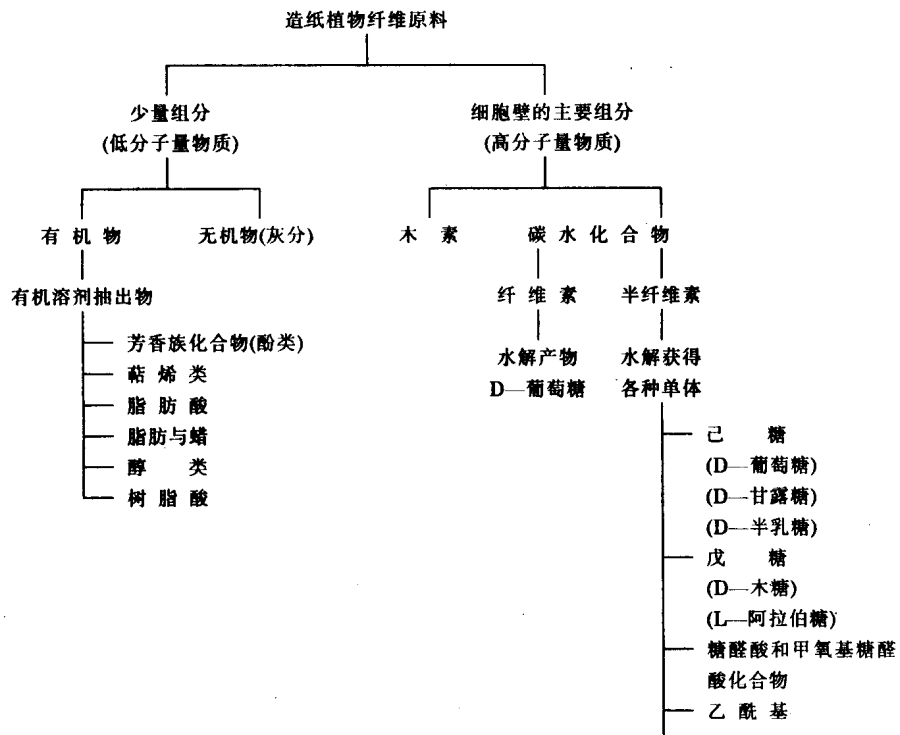 造纸植物纤维原料
少量组分
(低分子量物质)
细胞壁的主要组分
(高分子量物质)
有机物
无机物(灰分)
木素
碳水化合物
有机溶剂抽出物
纤维素
半纤维素
芳香族化合物(酚类)
萜烯类
脂肪酸
脂肪与蜡
醇类
树脂酸
水解产物
D—葡萄糖
水解获得
各种单体
己糖
(D—葡萄糖)
(D—甘露糖)
(D—半乳糖)
戊糖
(D—木糖)
(L—阿拉伯糖)
糖醛酸和甲氧基糖醛
酸化合物
乙酰基